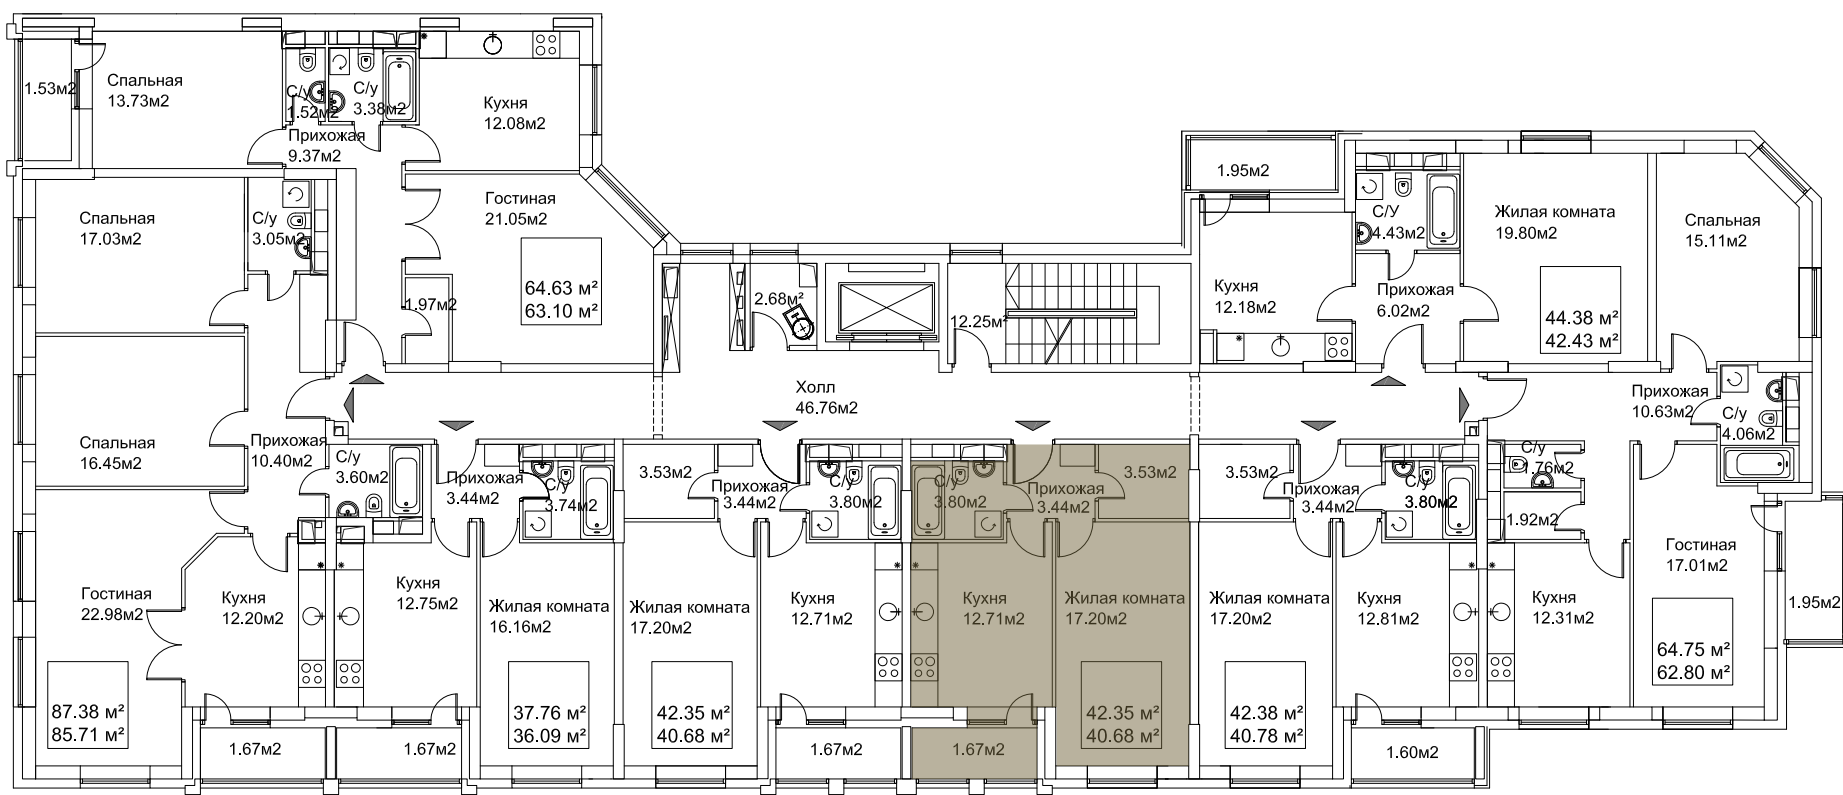 1.53м2
Спальная
13.73м2
С/у
1.52м2
С/у
3.38м2
Прихожая
9.37м2
Кухня
12.08м2
Гостиная
21.05м2
64.63 м²
63.10 м²
1.97м2
Спальная
17.03м2
С/у
3.05м2
Спальная
16.45м2
Прихожая
10.40м2
Гостиная
22.98м2
Кухня
12.20м2
87.38 м²
85.71 м²
1.67м2
2.68м²
12.25м²
Холл
46.76м2
1.95м2
Кухня
12.18м2
С/У
4.43м2
Прихожая
6.02м2
Жилая комната
19.80м2
44.38 м²
42.43 м²
Спальная
15.11м2
Прихожая
10.63м2
С/у
4.06м2
С/у
1.76м2
1.92м2
Гостиная
17.01м2
Кухня
12.31м2
64.75 м²
62.80 м²
1.95м2
С/у
3.60м2
Прихожая
3.44м2
С/у
3.74м2
Кухня
12.75м2
Жилая комната
16.16м2
37.76 м²
36.09 м²
1.67м2
3.53м2
Прихожая
3.44м2
С/у
3.80м2
Жилая комната
17.20м2
Кухня
12.71м2
42.35 м²
40.68 м²
1.67м2
С/у
3.80м2
Прихожая
3.44м2
3.53м2
Кухня
12.71м2
Жилая комната
17.20м2
42.35 м²
40.68 м²
1.67м2
3.53м2
Прихожая
3.44м2
С/у
3.80м2
Жилая комната
17.20м2
Кухня
12.81м2
42.38 м²
40.78 м²
1.60м2